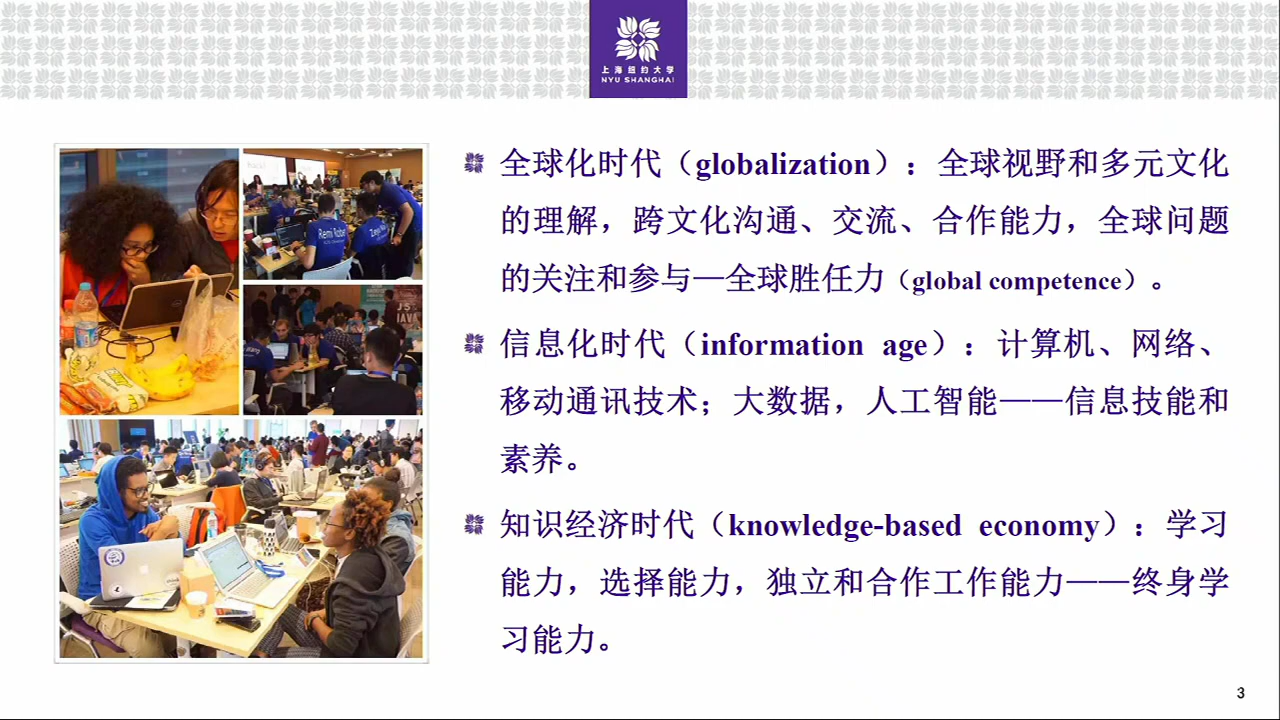 上海纽约大学
NYU SHANGHAI
全球化时代（globalization）：全球视野和多元文化
的理解，跨文化沟通、交流、合作能力，全球问题
的关注和参与—全球胜任力（global competence）。
信息化时代（information age）：计算机、网络、
移动通讯技术；大数据，人工智能——信息技能和
素养。
知识经济时代（knowledge-based economy）：学习
能力，选择能力，独立和合作工作能力——终身学
习能力。
3